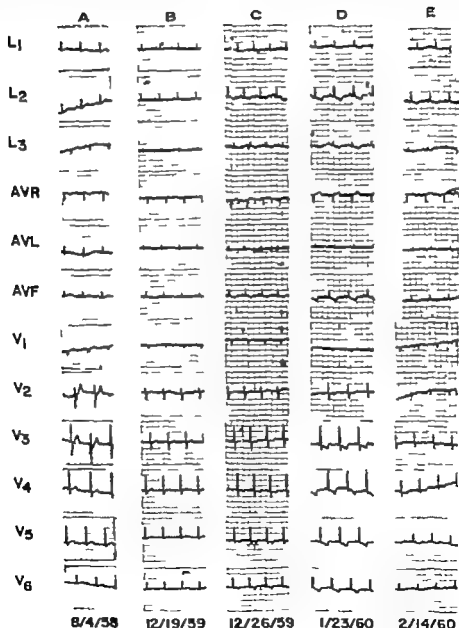 A B C D E
L1
L2
L3
AVR
AVL
AVF
V1
V2
V3
V4
V5
V6
8/4/58 12/19/59 12/26/59 1/23/60 2/14/60